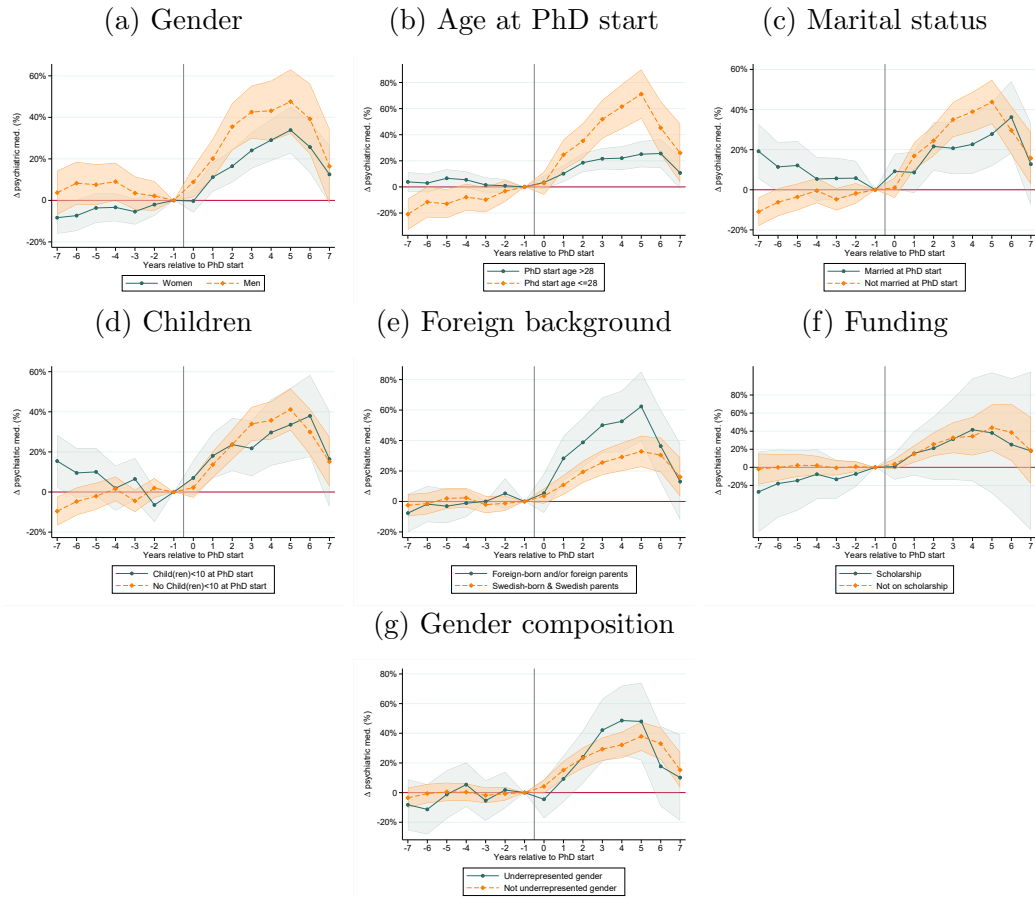 (a) Gender
(b) Age at PhD start
(c) Marital status
Δ psychiatric med. (%)
60%
40%
20%
0
-20%
-7 -6 -5 -4 -3 -2 -1 0 1 2 3 4 5 6 7
Years relative to PhD start
Women
Men
Δ psychiatric med. (%)
80%
60%
40%
20%
0
-20%
-7 -6 -5 -4 -3 -2 -1 0 1 2 3 4 5 6 7
Years relative to PhD start
PhD start age >28
Phd start age <=28
Δ psychiatric med. (%)
60%
40%
20%
0
-20%
-7 -6 -5 -4 -3 -2 -1 0 1 2 3 4 5 6 7
Years relative to PhD start
Married at PhD start
Not married at PhD start
(d) Children
(e) Foreign background
(f) Funding
Δ psychiatric med. (%)
60%
40%
20%
0
-20%
-7 -6 -5 -4 -3 -2 -1 0 1 2 3 4 5 6 7
Years relative to PhD start
Child(ren)<10 at PhD start
No Child(ren)<10 at PhD start
Δ psychiatric med. (%)
80%
60%
40%
20%
0
-20%
-7 -6 -5 -4 -3 -2 -1 0 1 2 3 4 5 6 7
Years relative to PhD start
Foreign-born and/or foreign parents
Swedish-born & Swedish parents
Δ psychiatric med. (%)
80%
60%
40%
20%
0
-20%
-7 -6 -5 -4 -3 -2 -1 0 1 2 3 4 5 6 7
Years relative to PhD start
Scholarship
Not on scholarship
(g) Gender composition
Δ psychiatric med. (%)
80%
60%
40%
20%
0
-20%
-7 -6 -5 -4 -3 -2 -1 0 1 2 3 4 5 6 7
Years relative to PhD start
Underrepresented gender
Not underrepresented gender